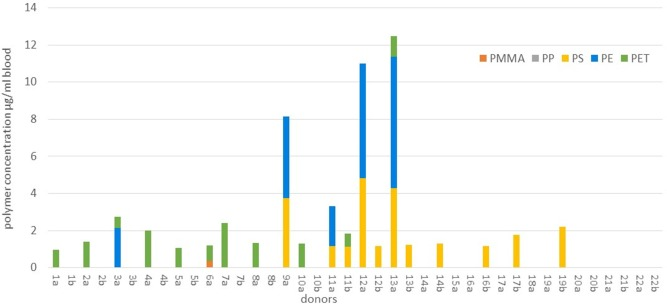 14
12
10
8
6
4
2
0
polymer concentration µg/ml blood
PMMA PP PS PE PET
1a 1b 2a 2b 3a 3b 4a 4b 5a 5b 6a 6b 7a 7b 8a 8b 9a 10a 10b 11a 11b 12a 12b 13a 13b 14a 14b 15a 16a 16b 17a 17b 18a 19a 19b 20a 20b 21a 21b 22a 22b
donors